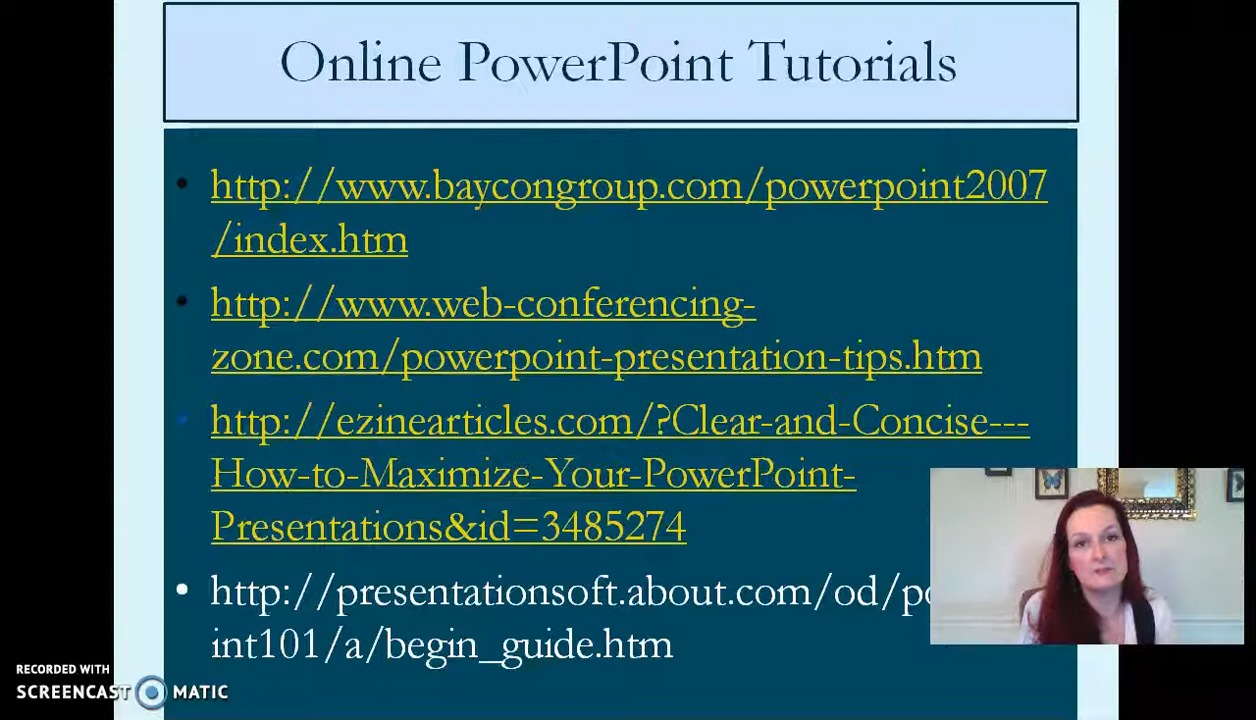 Online PowerPoint Tutorials
http://www.baycongroup.com/powerpoint2007
/index.htm
http://www.web-conferencing-
zone.com/powerpoint-presentation-tips.htm
http://ezinearticles.com/?Clear-and-Concise---
How-to-Maximize-Your-PowerPoint-
Presentations&id=3485274
http://presentationsoft.about.com/od/po
int101/a/begin_guide.htm
RECORDED WITH
SCREENCAST MATIC